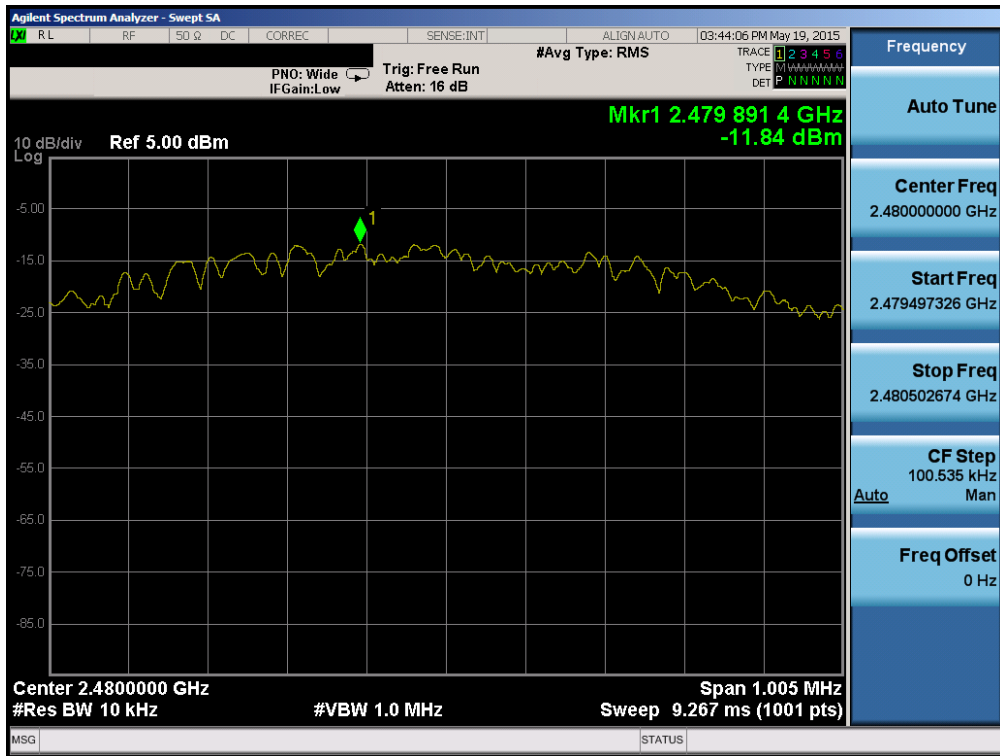 Agilent Spectrum Analyzer - Swept SA
LXI RL RF 50 Ω DC CORREC SENSE:INT ALIGN AUTO 03:44:06 PM May 19, 2015
#Avg Type: RMS
TRACE 1 2 3 4 5 6
TYPE M WWWWW
DET P N N N N N
PNO: Wide
IFGain:Low
Trig: Free Run
Atten: 16 dB
Mkr1 2.479 891 4 GHz
-11.84 dBm
10 dB/div
Log
Ref 5.00 dBm
1
-5.00
-15.0
-25.0
-35.0
-45.0
-55.0
-65.0
-75.0
-85.0
Center 2.4800000 GHz
Span 1.005 MHz
#Res BW 10 kHz
#VBW 1.0 MHz
Sweep 9.267 ms (1001 pts)
MSG
STATUS
Frequency
Auto Tune
Center Freq
2.480000000 GHz
Start Freq
2.479497326 GHz
Stop Freq
2.480502674 GHz
CF Step
100.535 kHz
Auto Man
Freq Offset
0 Hz